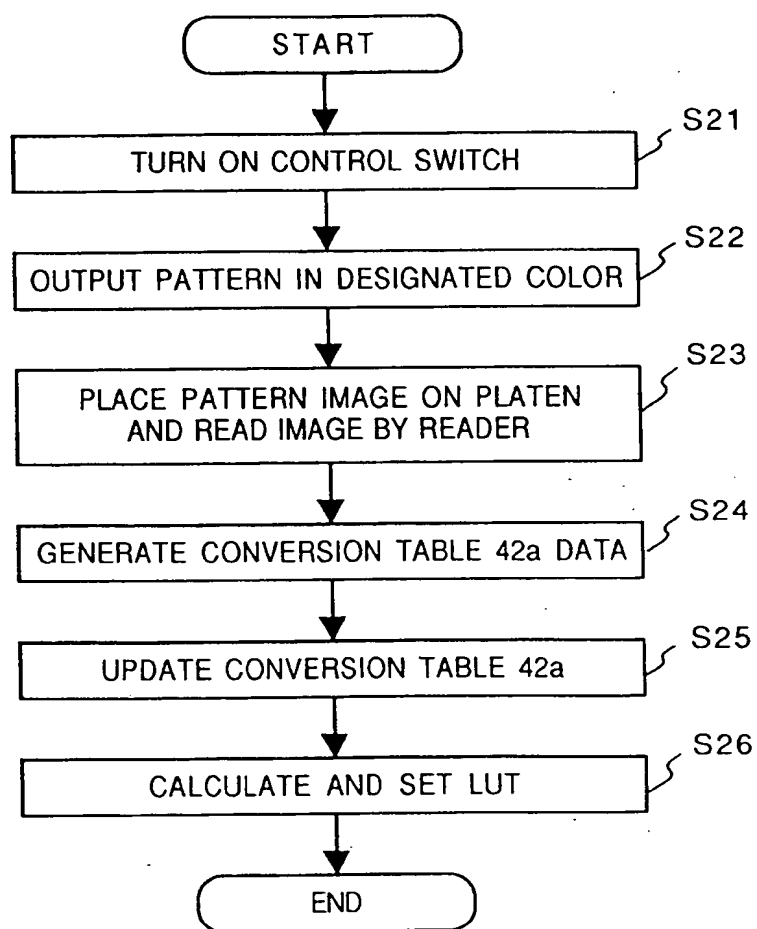 START
S21
TURN ON CONTROL SWITCH
S22
OUTPUT PATTERN IN DESIGNATED COLOR
S23
PLACE PATTERN IMAGE ON PLATEN
AND READ IMAGE BY READER
S24
GENERATE CONVERSION TABLE 42a DATA
S25
UPDATE CONVERSION TABLE 42a
S26
CALCULATE AND SET LUT
END